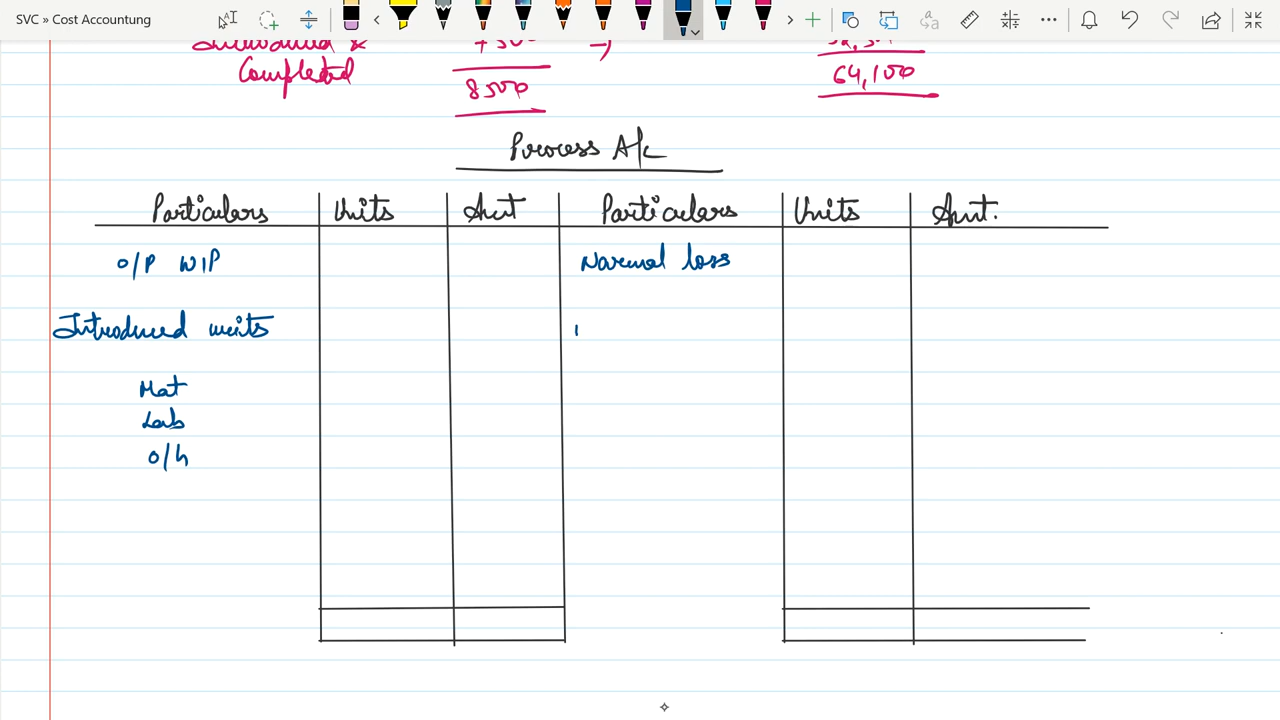 SVC » Cost Accountung
Completed
8500
64,100
Process A/c
Particulars Units Amt Particulars Units Amt.
O/P WIP Normal loss
Introduced units
Mat
Lab
O/h